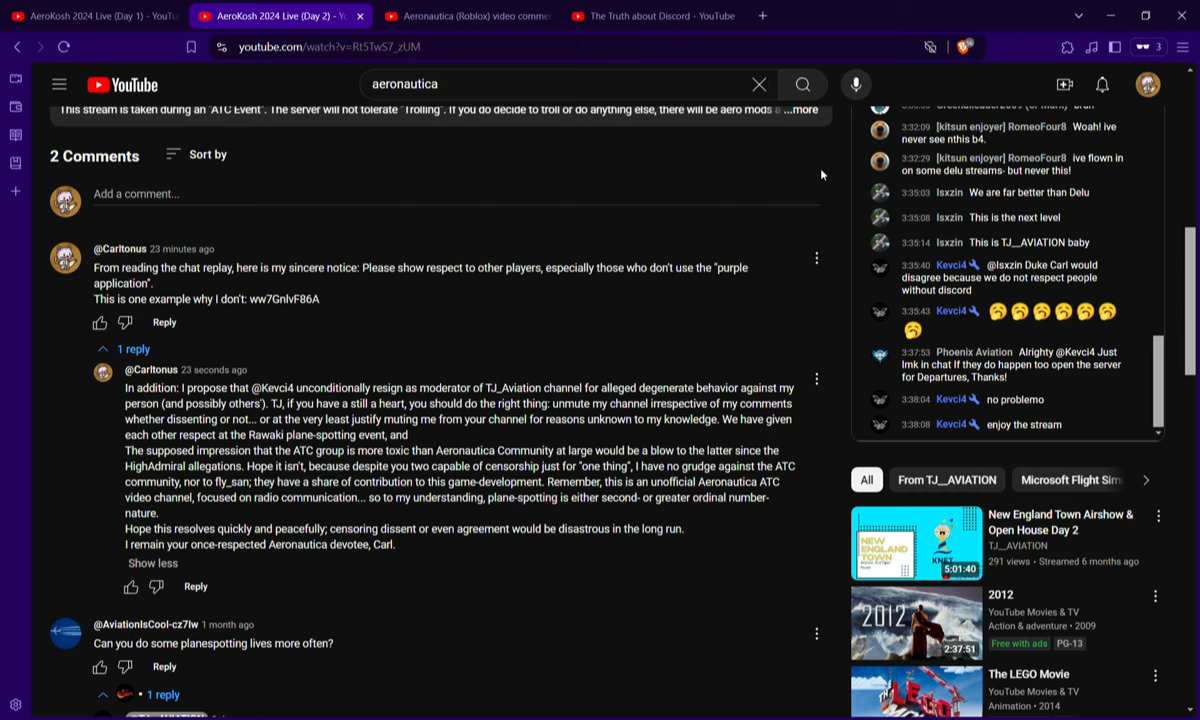 AeroKosh 2024 Live (Day 1) - YouTu
AeroKosh 2024 Live (Day 2) - Yo
Aeronautica (Roblox) video comme
The Truth about Discord - YouTube
youtube.com/watch?v=Rt5TwS7_zUM
3
YouTube
aeronautica
This stream is taken during an "ATC Event". The server will not tolerate "Trolling". If you do decide to troll or do anything else, there will be aero mods a ...more
2 Comments
Sort by
Add a comment...
@Carltonus 23 minutes ago
From reading the chat replay, here is my sincere notice: Please show respect to other players, especially those who don't use the "purple
application".
This is one example why I don't: ww7GnlvF86A
Reply
1 reply
@Carltonus 23 seconds ago
In addition: I propose that @Kevci4 unconditionally resign as moderator of TJ_Aviation channel for alleged degenerate behavior against my
person (and possibly others'). TJ, if you have a still a heart, you should do the right thing: unmute my channel irrespective of my comments
whether dissenting or not... or at the very least justify muting me from your channel for reasons unknown to my knowledge. We have given
each other respect at the Rawaki plane-spotting event, and
The supposed impression that the ATC group is more toxic than Aeronautica Community at large would be a blow to the latter since the
HighAdmiral allegations. Hope it isn't, because despite you two capable of censorship just for "one thing", I have no grudge against the ATC
community, nor to fly_san; they have a share of contribution to this game-development. Remember, this is an unofficial Aeronautica ATC
video channel, focused on radio communication... so to my understanding, plane-spotting is either second- or greater ordinal number-
nature.
Hope this resolves quickly and peacefully; censoring dissent or even agreement would be disastrous in the long run.
I remain your once-respected Aeronautica devotee, Carl.
Show less
Reply
@AviationIsCool-cz7lw 1 month ago
Can you do some planespotting lives more often?
Reply
1 reply
3:32:09 [kitsun enjoyer] RomeoFour8 Woah! ive
never see nthis b4.
3:32:29 [kitsun enjoyer] RomeoFour8 ive flown in
on some delu streams- but never this!
3:35:03 Isxzin We are far better than Delu
3:35:08 Isxzin This is the next level
3:35:14 Isxzin This is TJ__AVIATION baby
3:35:40 Kevci4 @Isxzin Duke Carl would
disagree because we do not respect people
without discord
3:35:43 Kevci4
3:37:53 Phoenix Aviation Alrighty @Kevci4 Just
lmk in chat If they do happen too open the server
for Departures, Thanks!
3:38:04 Kevci4 no problemo
3:38:08 Kevci4 enjoy the stream
All
From TJ__AVIATION
Microsoft Flight Sim
NEW
ENGLAND
TOWN
KNET
5:01:40
New England Town Airshow &
Open House Day 2
TJ__AVIATION
291 views • Streamed 6 months ago
2012
2:37:51
2012
YouTube Movies & TV
Action & adventure • 2009
Free with ads
PG-13
The LEGO Movie
YouTube Movies & TV
Animation • 2014